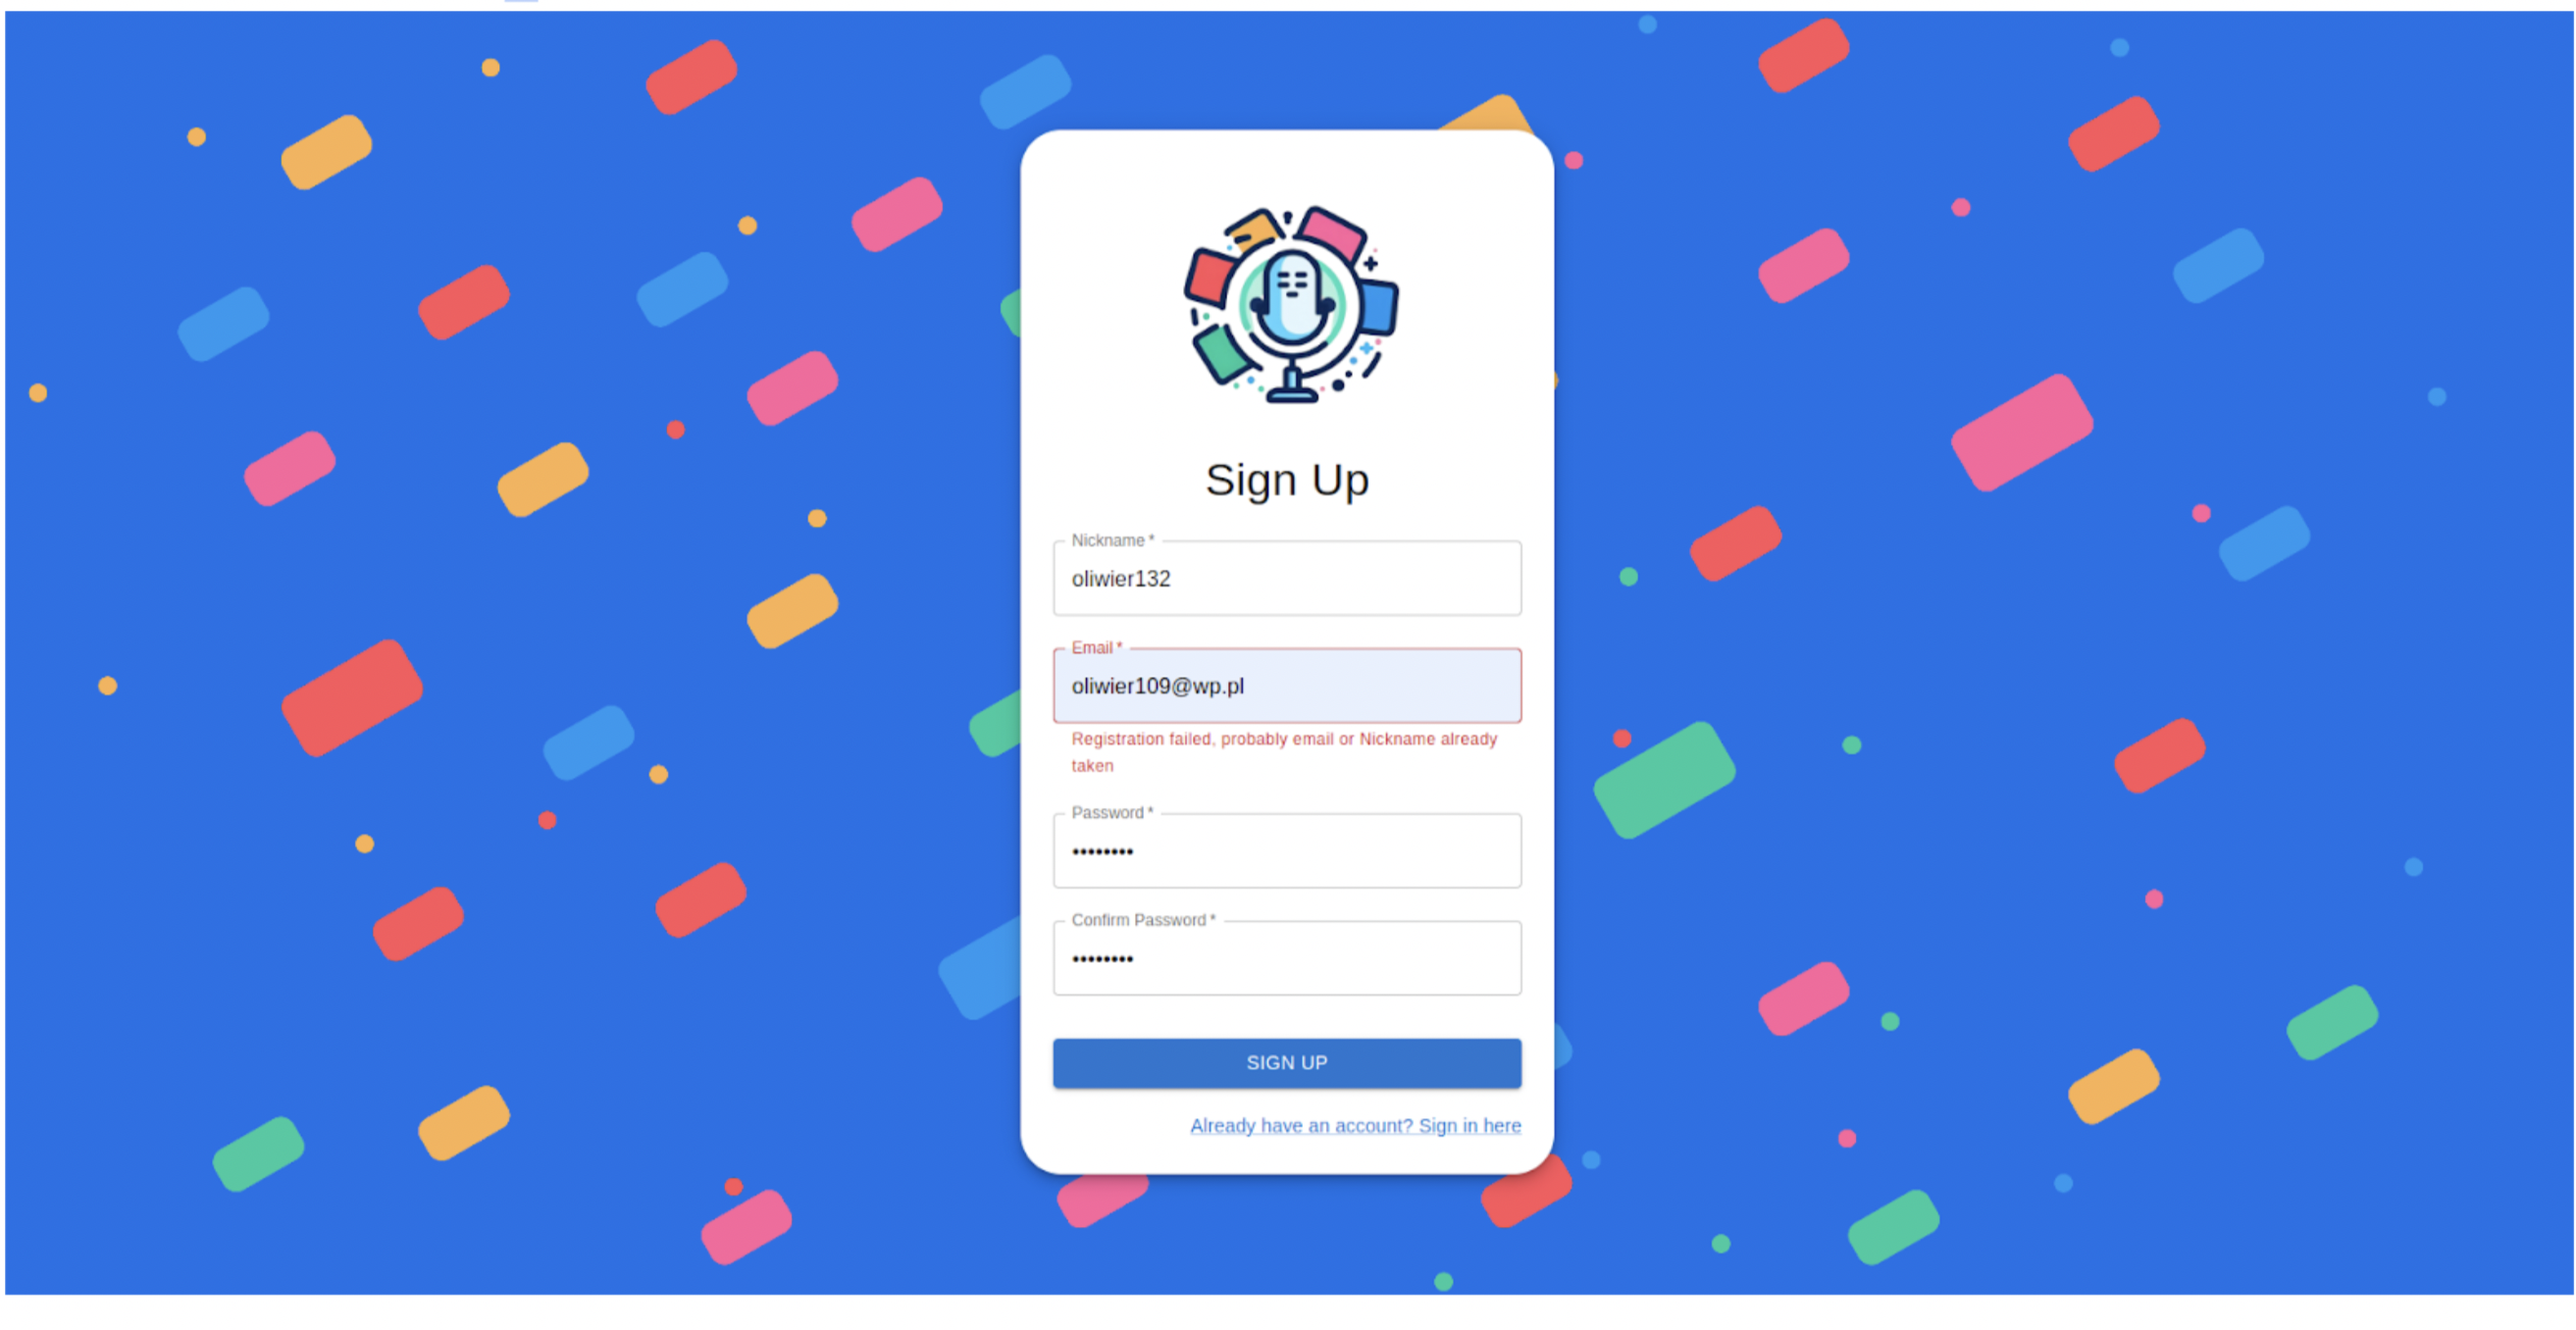 Sign Up
Nickname *
oliwier132
Email *
oliwier109@wp.pl
Registration failed, probably email or Nickname already
taken
Password *
••••••••
Confirm Password *
••••••••
SIGN UP
Already have an account? Sign in here